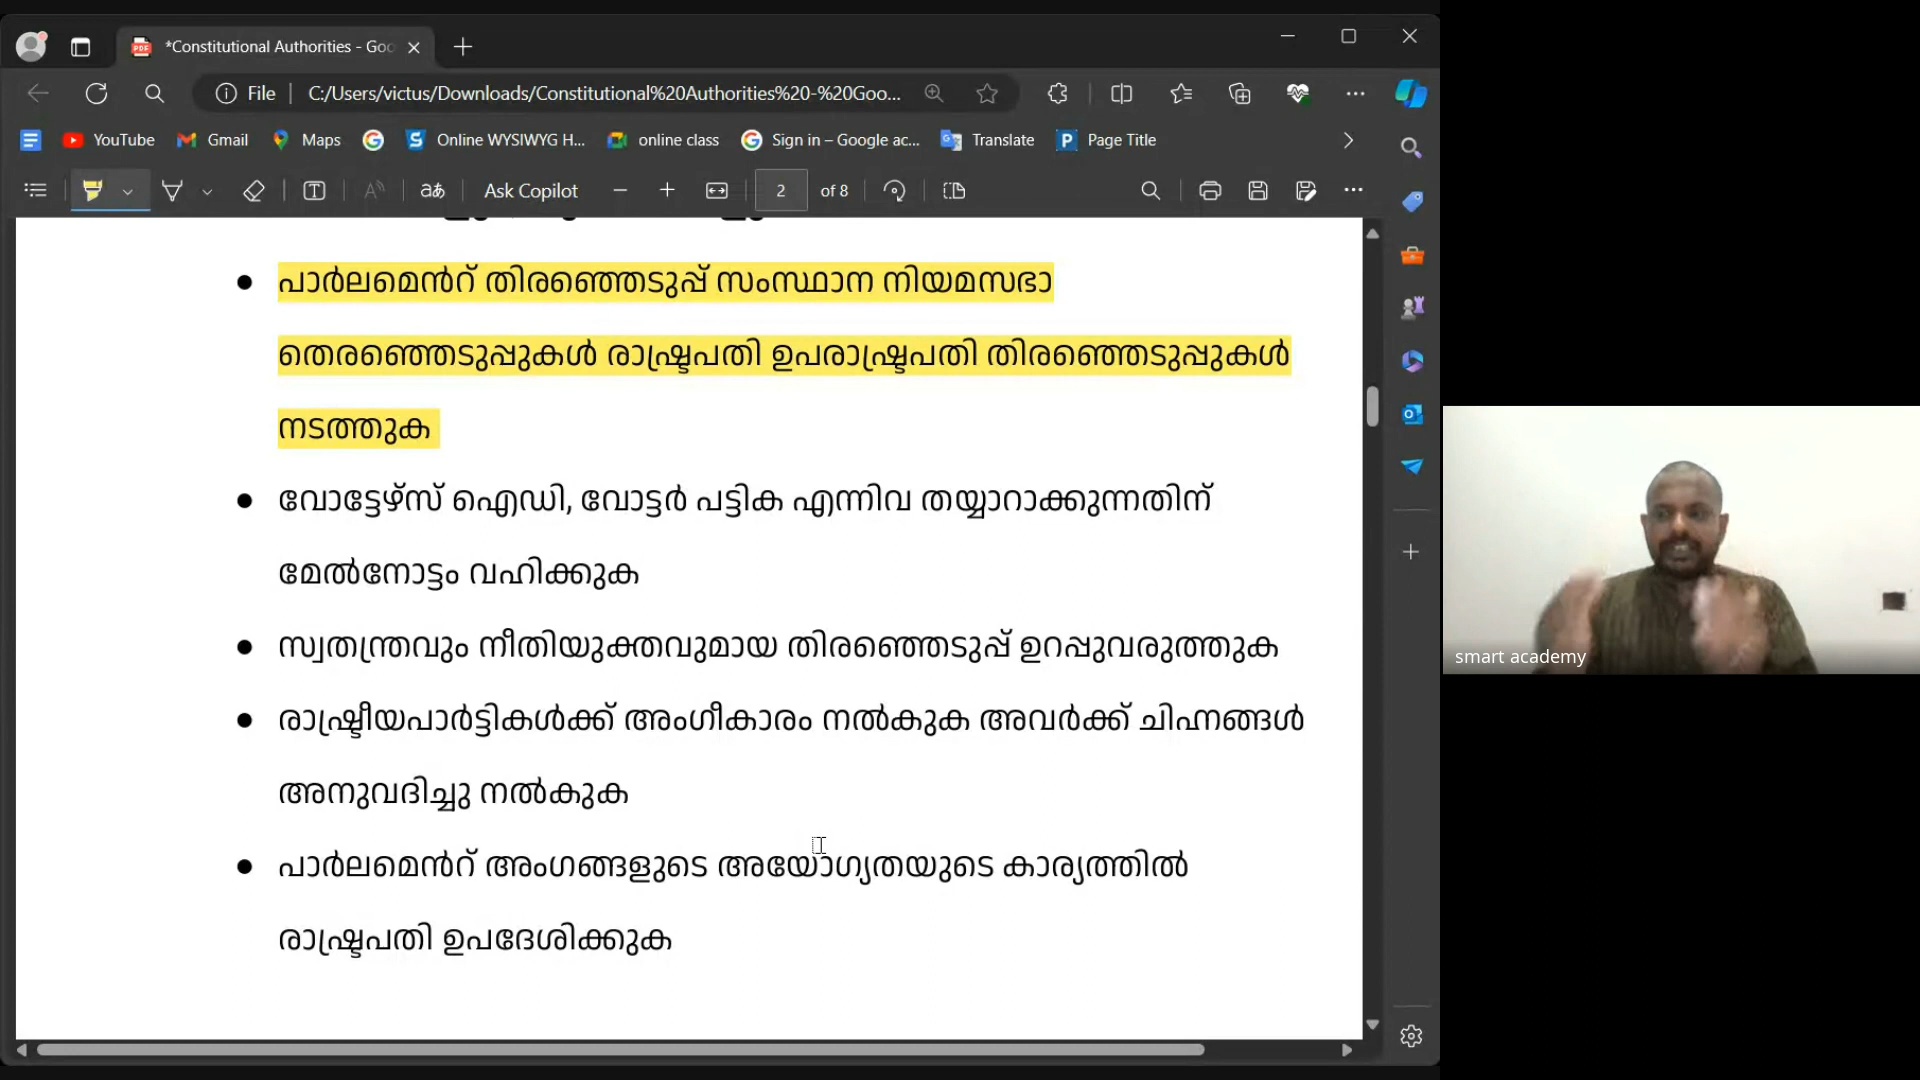 *Constitutional Authorities - Goo
File
C:/Users/victus/Downloads/Constitutional%20Authorities%20-%20Goo...
YouTube
Gmail
Maps
Online WYSIWYG H...
online class
Sign in – Google ac...
Translate
Page Title
Ask Copilot
2 of 8
● പാർലമെൻറ് തിരഞ്ഞെടുപ്പ് സംസ്ഥാന നിയമസഭാ
തെരഞ്ഞെടുപ്പുകൾ രാഷ്ട്രപതി ഉപരാഷ്ട്രപതി തിരഞ്ഞെടുപ്പുകൾ
നടത്തുക
● വോട്ടേഴ്സ് ഐഡി, വോട്ടർ പട്ടിക എന്നിവ തയ്യാറാക്കുന്നതിന്
മേൽനോട്ടം വഹിക്കുക
● സ്വതന്ത്രവും നീതിയുക്തവുമായ തിരഞ്ഞെടുപ്പ് ഉറപ്പുവരുത്തുക
● രാഷ്ട്രീയപാർട്ടികൾക്ക് അംഗീകാരം നൽകുക അവർക്ക് ചിഹ്നങ്ങൾ
അനുവദിച്ചു നൽകുക
● പാർലമെൻറ് അംഗങ്ങളുടെ അയോഗ്യതയുടെ കാര്യത്തിൽ
രാഷ്ട്രപതി ഉപദേശിക്കുക
smart academy